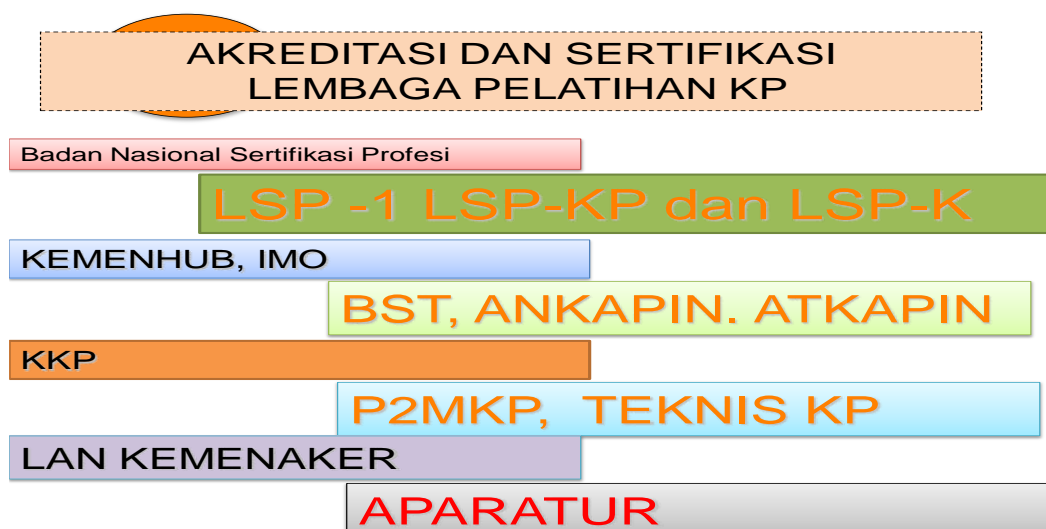 AKREDITASI DAN SERTIFIKASI
LEMBAGA PELATIHAN KP
Badan Nasional Sertifikasi Profesi
LSP -1 LSP-KP dan LSP-K
KEMENHUB, IMO
BST, ANKAPIN. ATKAPIN
KKP
P2MKP, TEKNIS KP
LAN KEMENAKER
APARATUR